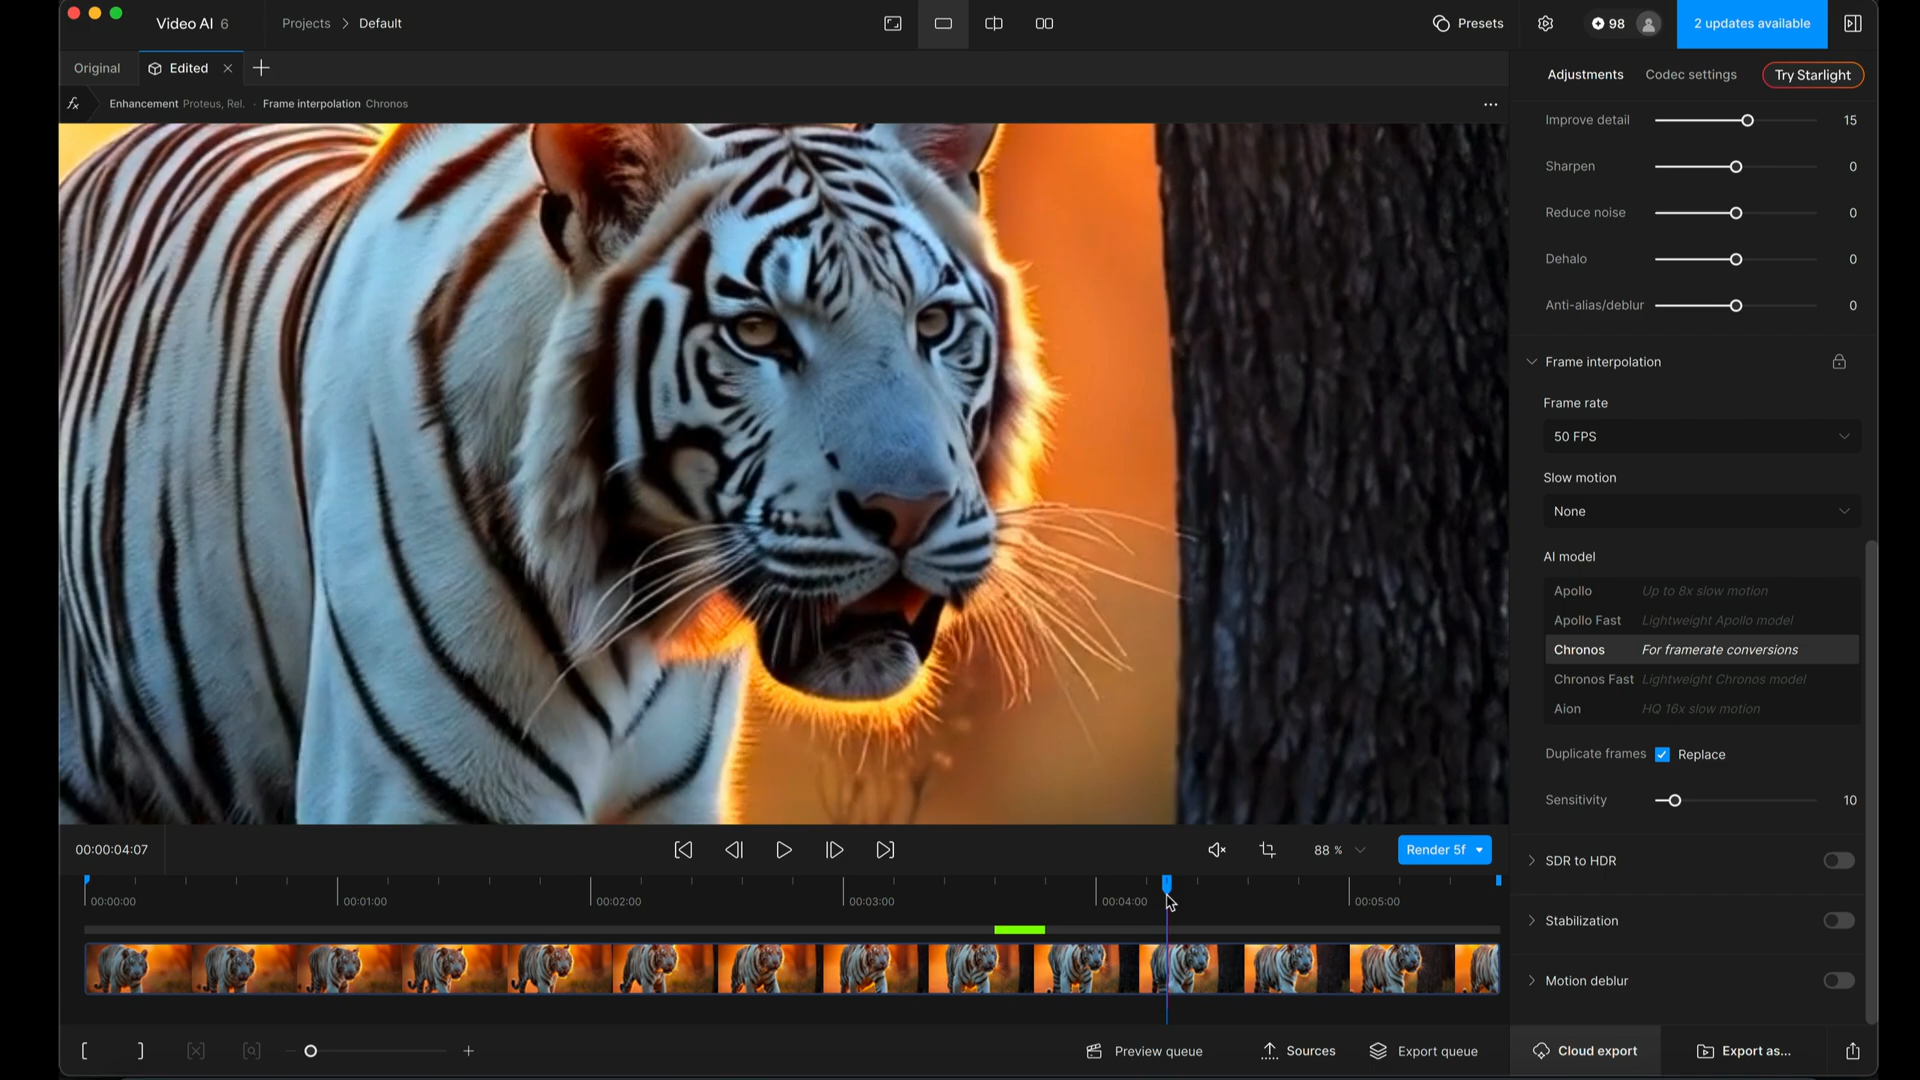 Video AI 6
Projects > Default
Presets
98
2 updates available
Original
Edited
Adjustments
Codec settings
Try Starlight
fx
Enhancement Proteus, Rel. · Frame interpolation Chronos
Improve detail 15
Sharpen 0
Reduce noise 0
Dehalo 0
Anti-alias/deblur 0
Frame interpolation
Frame rate
50 FPS
Slow motion
None
AI model
Apollo Up to 8x slow motion
Apollo Fast Lightweight Apollo model
Chronos For framerate conversions
Chronos Fast Lightweight Chronos model
Aion HQ 16x slow motion
Duplicate frames Replace
Sensitivity 10
SDR to HDR
Stabilization
Motion deblur
00:00:04:07
88 %
Render 5f
00:00:00
00:01:00
00:02:00
00:03:00
00:04:00
00:05:00
Preview queue
Sources
Export queue
Cloud export
Export as...